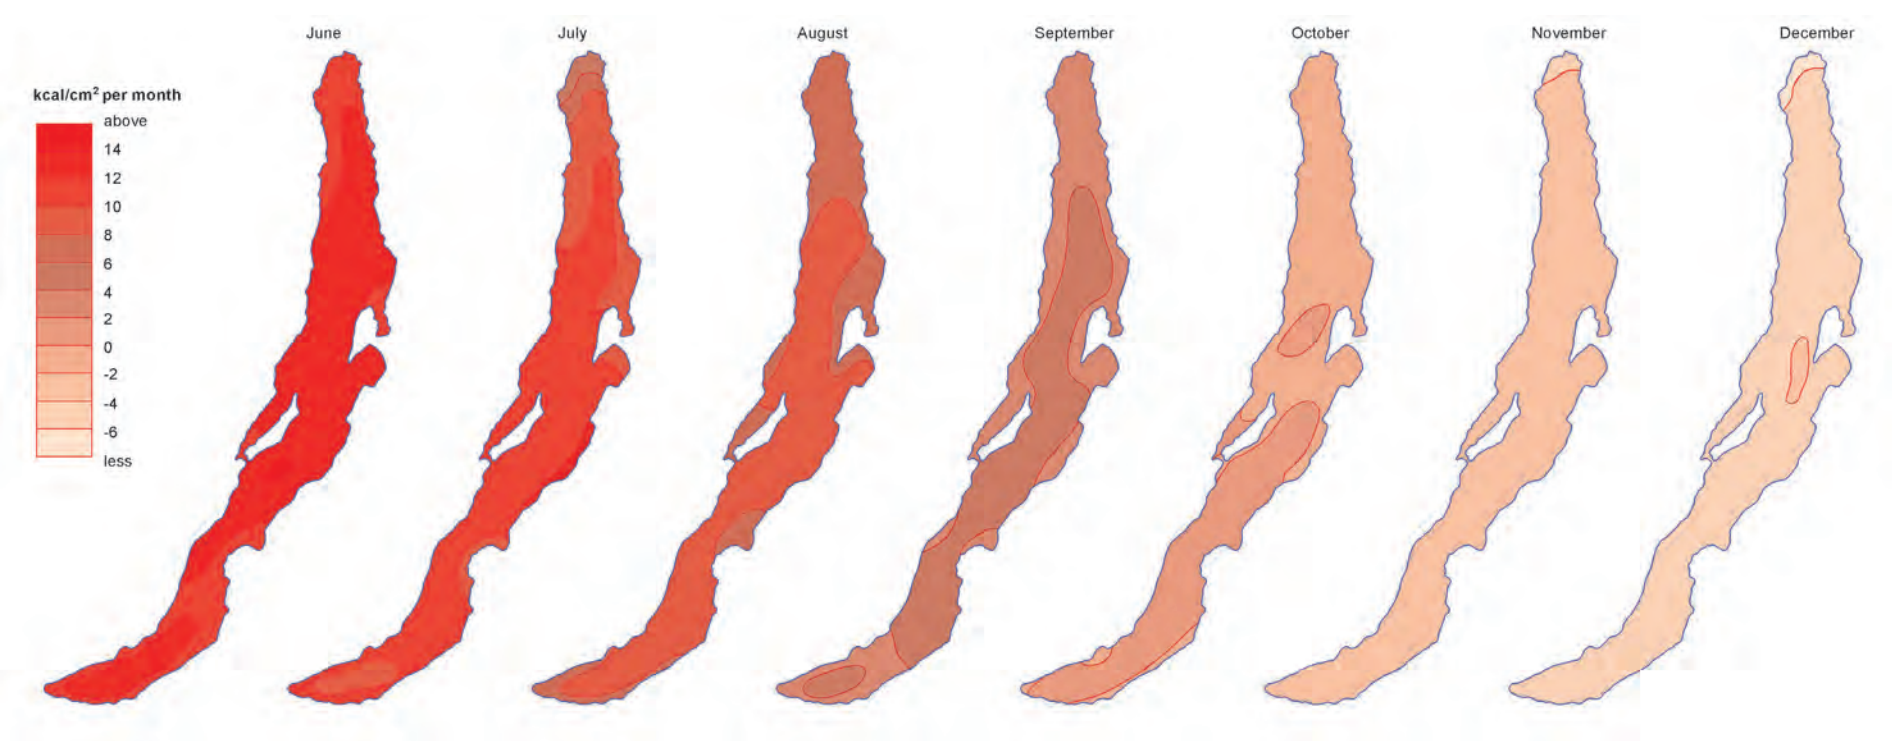 June
July
August
September
October
November
December
kcal/cm² per month
above
14
12
10
8
6
4
2
0
-2
-4
-6
less